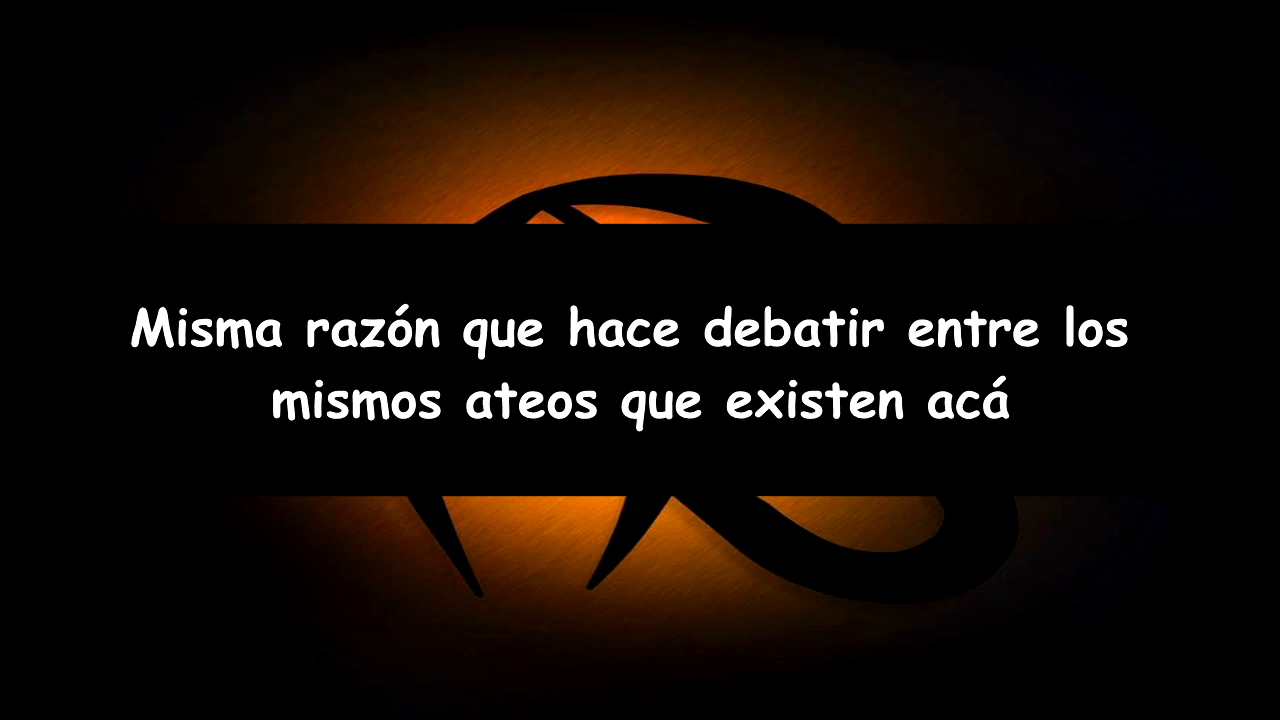 Misma razón que hace debatir entre los
mismos ateos que existen acá